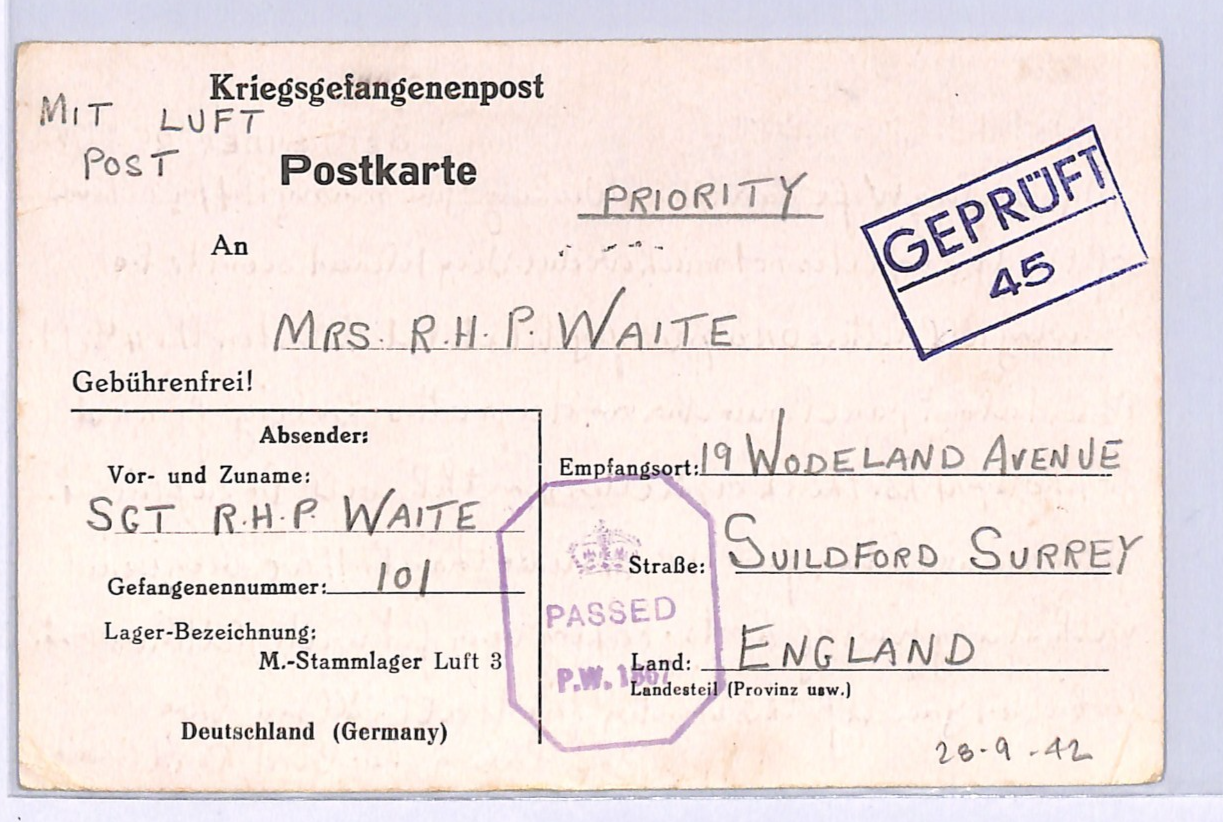 Kriegsgefangenenpost
MIT LUFT
POST
Postkarte
PRIORITY
GEPRÜFT
45
An
MRS. R.H.P. WAITE
Gebührenfrei!
Absender:
Vor- und Zuname:
SGT R.H.P. WAITE
Gefangenennummer: 101
Lager-Bezeichnung:
M.-Stammlager Luft 3
Deutschland (Germany)
Empfangsort: 19 WODELAND AVENUE
Straße: GUILDFORD SURREY
PASSED
P.W.
Land: ENGLAND
Landesteil (Provinz usw.)
28-9-42